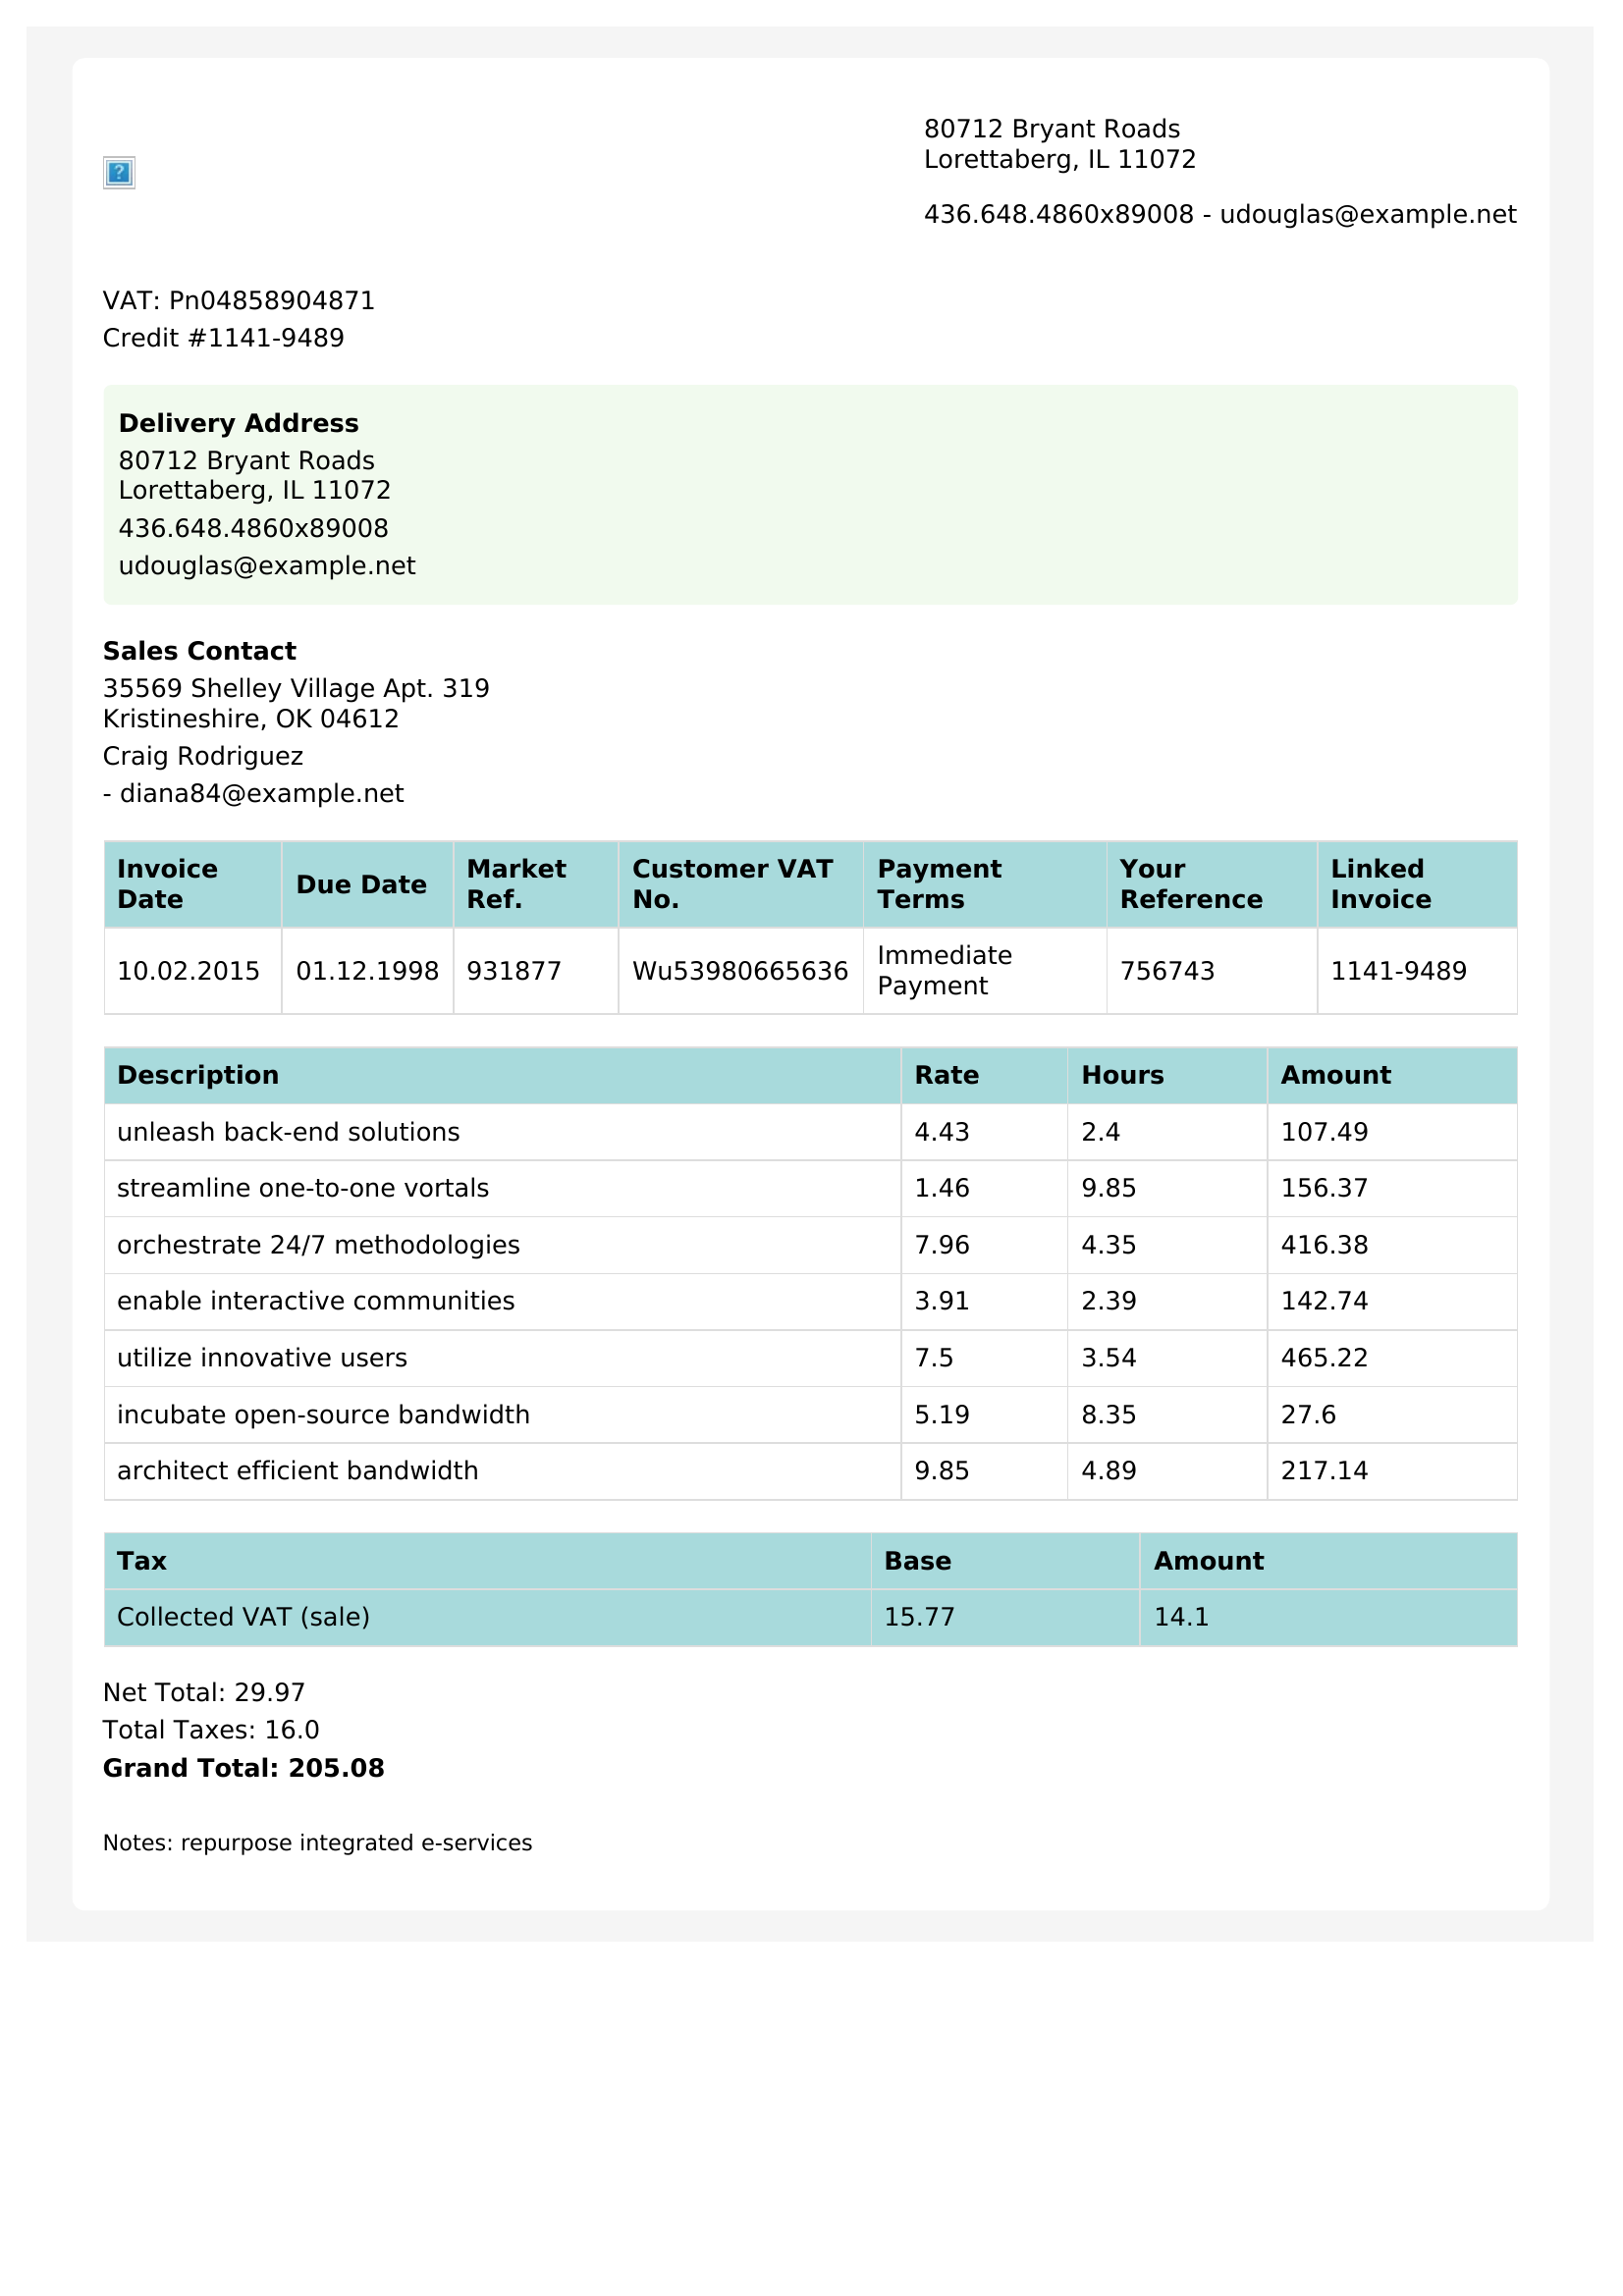 80712 Bryant Roads
Lorettaberg, IL 11072
436.648.4860x89008 - udouglas@example.net
VAT: Pn04858904871
Credit #1141-9489
Delivery Address
80712 Bryant Roads
Lorettaberg, IL 11072
436.648.4860x89008
udouglas@example.net
Sales Contact
35569 Shelley Village Apt. 319
Kristineshire, OK 04612
Craig Rodriguez
- diana84@example.net
Invoice Date Due Date Market Ref. Customer VAT No. Payment Terms Your Reference Linked Invoice
10.02.2015 01.12.1998 931877 Wu53980665636 Immediate Payment 756743 1141-9489
Description Rate Hours Amount
unleash back-end solutions 4.43 2.4 107.49
streamline one-to-one vortals 1.46 9.85 156.37
orchestrate 24/7 methodologies 7.96 4.35 416.38
enable interactive communities 3.91 2.39 142.74
utilize innovative users 7.5 3.54 465.22
incubate open-source bandwidth 5.19 8.35 27.6
architect efficient bandwidth 9.85 4.89 217.14
Tax Base Amount
Collected VAT (sale) 15.77 14.1
Net Total: 29.97
Total Taxes: 16.0
Grand Total: 205.08
Notes: repurpose integrated e-services